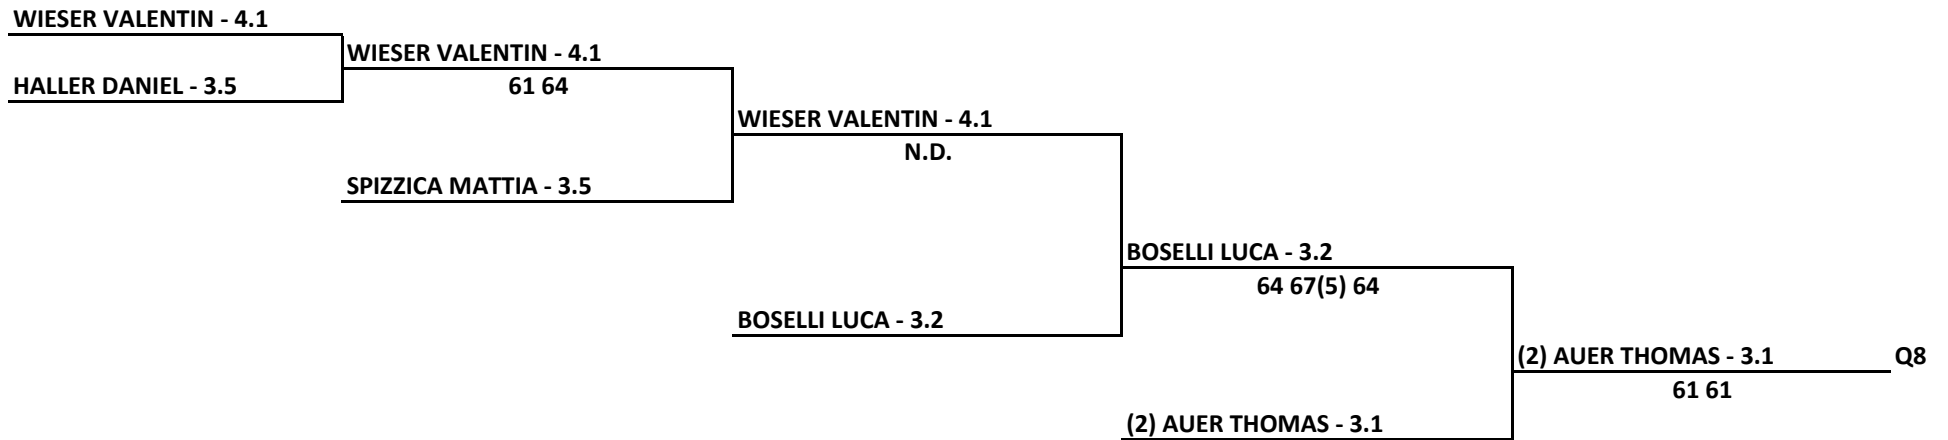 WIESER VALENTIN - 4.1
WIESER VALENTIN - 4.1
HALLER DANIEL - 3.5
61 64
WIESER VALENTIN - 4.1
N.D.
SPIZZICA MATTIA - 3.5
BOSELLI LUCA - 3.2
64 67(5) 64
BOSELLI LUCA - 3.2
(2) AUER THOMAS - 3.1 Q8
61 61
(2) AUER THOMAS - 3.1